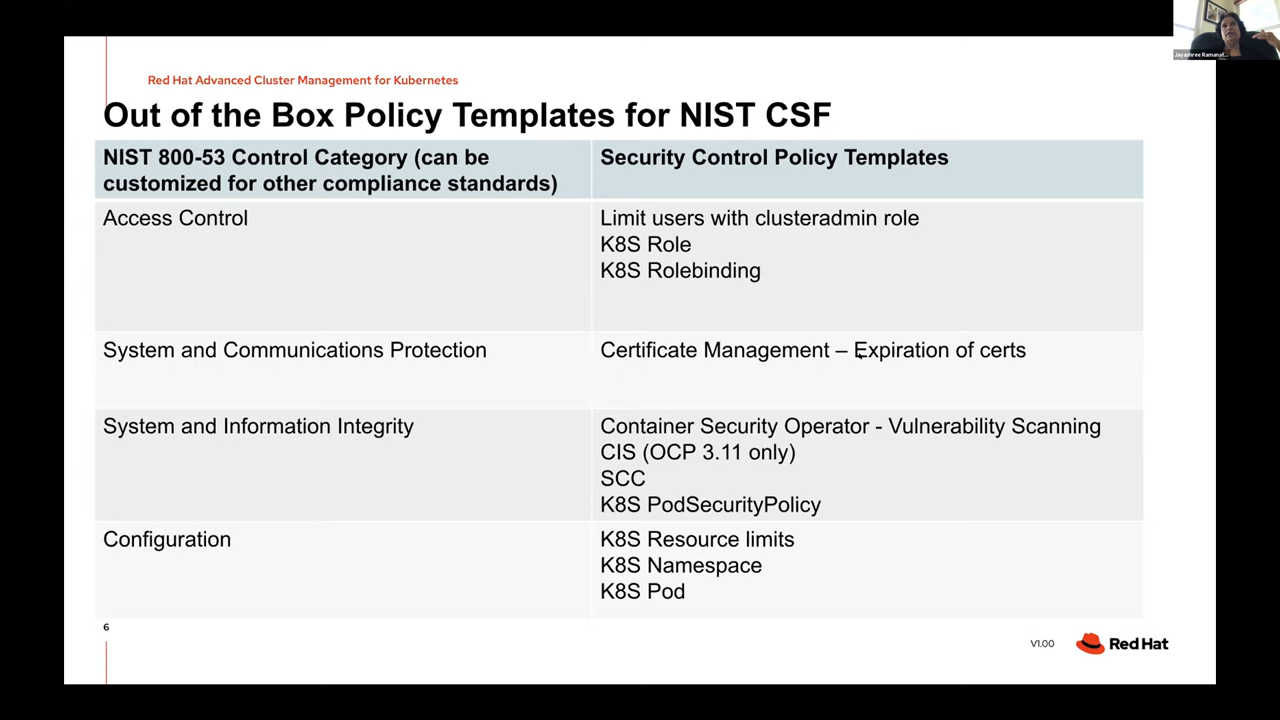 Red Hat Advanced Cluster Management for Kubernetes
Out of the Box Policy Templates for NIST CSF
NIST 800-53 Control Category (can be
customized for other compliance standards)
Security Control Policy Templates
Access Control
Limit users with clusteradmin role
K8S Role
K8S Rolebinding
System and Communications Protection
Certificate Management – Expiration of certs
System and Information Integrity
Container Security Operator - Vulnerability Scanning
CIS (OCP 3.11 only)
SCC
K8S PodSecurityPolicy
Configuration
K8S Resource limits
K8S Namespace
K8S Pod
6
V1.00
Red Hat
Jayashree Ramanat...